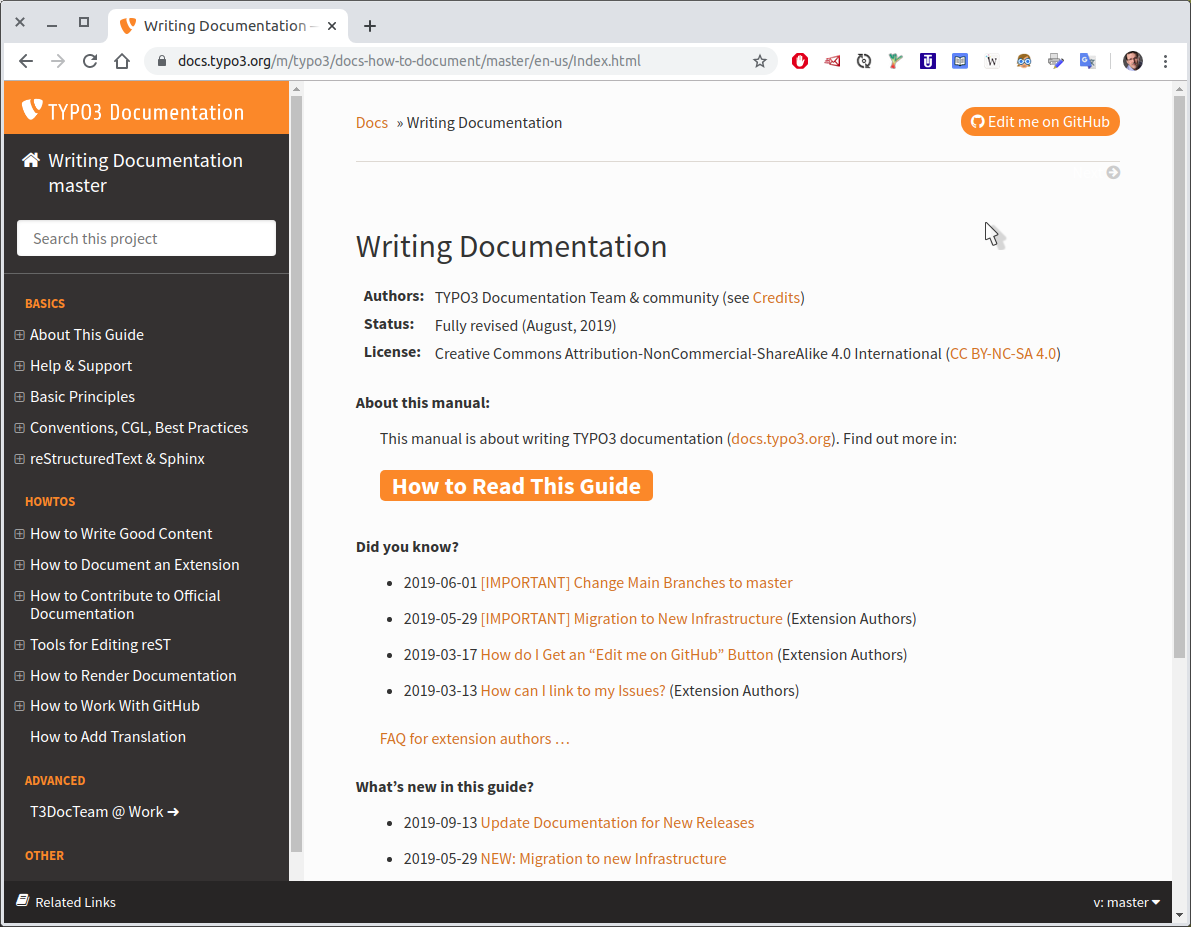 Writing Documentation –
docs.typo3.org/m/typo3/docs-how-to-document/master/en-us/Index.html
TYPO3 Documentation
Writing Documentation
master
Search this project
BASICS
About This Guide
Help & Support
Basic Principles
Conventions, CGL, Best Practices
reStructuredText & Sphinx
HOWTOS
How to Write Good Content
How to Document an Extension
How to Contribute to Official
Documentation
Tools for Editing reST
How to Render Documentation
How to Work With GitHub
How to Add Translation
ADVANCED
T3DocTeam @ Work ➜
OTHER
Docs » Writing Documentation
Edit me on GitHub
Writing Documentation
Authors: TYPO3 Documentation Team & community (see Credits)
Status: Fully revised (August, 2019)
License: Creative Commons Attribution-NonCommercial-ShareAlike 4.0 International (CC BY-NC-SA 4.0)
About this manual:
This manual is about writing TYPO3 documentation (docs.typo3.org). Find out more in:
How to Read This Guide
Did you know?
• 2019-06-01 [IMPORTANT] Change Main Branches to master
• 2019-05-29 [IMPORTANT] Migration to New Infrastructure (Extension Authors)
• 2019-03-17 How do I Get an “Edit me on GitHub” Button (Extension Authors)
• 2019-03-13 How can I link to my Issues? (Extension Authors)
FAQ for extension authors …
What’s new in this guide?
• 2019-09-13 Update Documentation for New Releases
• 2019-05-29 NEW: Migration to new Infrastructure
Related Links
v: master